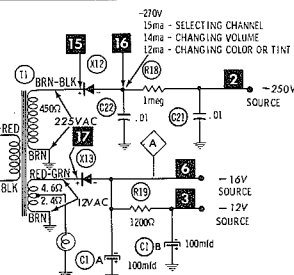 -270V
15ma - SELECTING CHANNEL
14ma - CHANGING VOLUME
12ma - CHANGING COLOR OR TINT
15
16
X12
R18
2
T1
BRN-BLK
-250V
SOURCE
450Ω
C22
.01
1meg
C21
.01
225VAC
RED
BRN
17
A
RED-GRN
X13
6
-16V
SOURCE
BLK
4.6Ω
2.4Ω
12VAC
R19
3
-12V
SOURCE
BRN
1200Ω
C1 A
100mfd
C1 B
100mfd